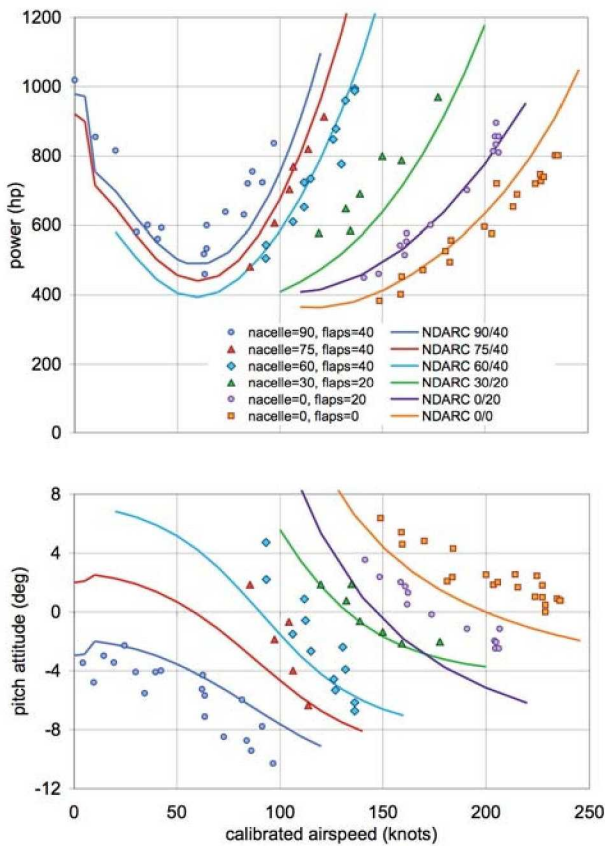 1200
1000
800
600
400
200
0
power (hp)
nacelle=90, flaps=40 NDARC 90/40
nacelle=75, flaps=40 NDARC 75/40
nacelle=60, flaps=40 NDARC 60/40
nacelle=30, flaps=20 NDARC 30/20
nacelle=0, flaps=20 NDARC 0/20
nacelle=0, flaps=0 NDARC 0/0
8
4
0
-4
-8
-12
pitch attitude (deg)
0 50 100 150 200 250
calibrated airspeed (knots)